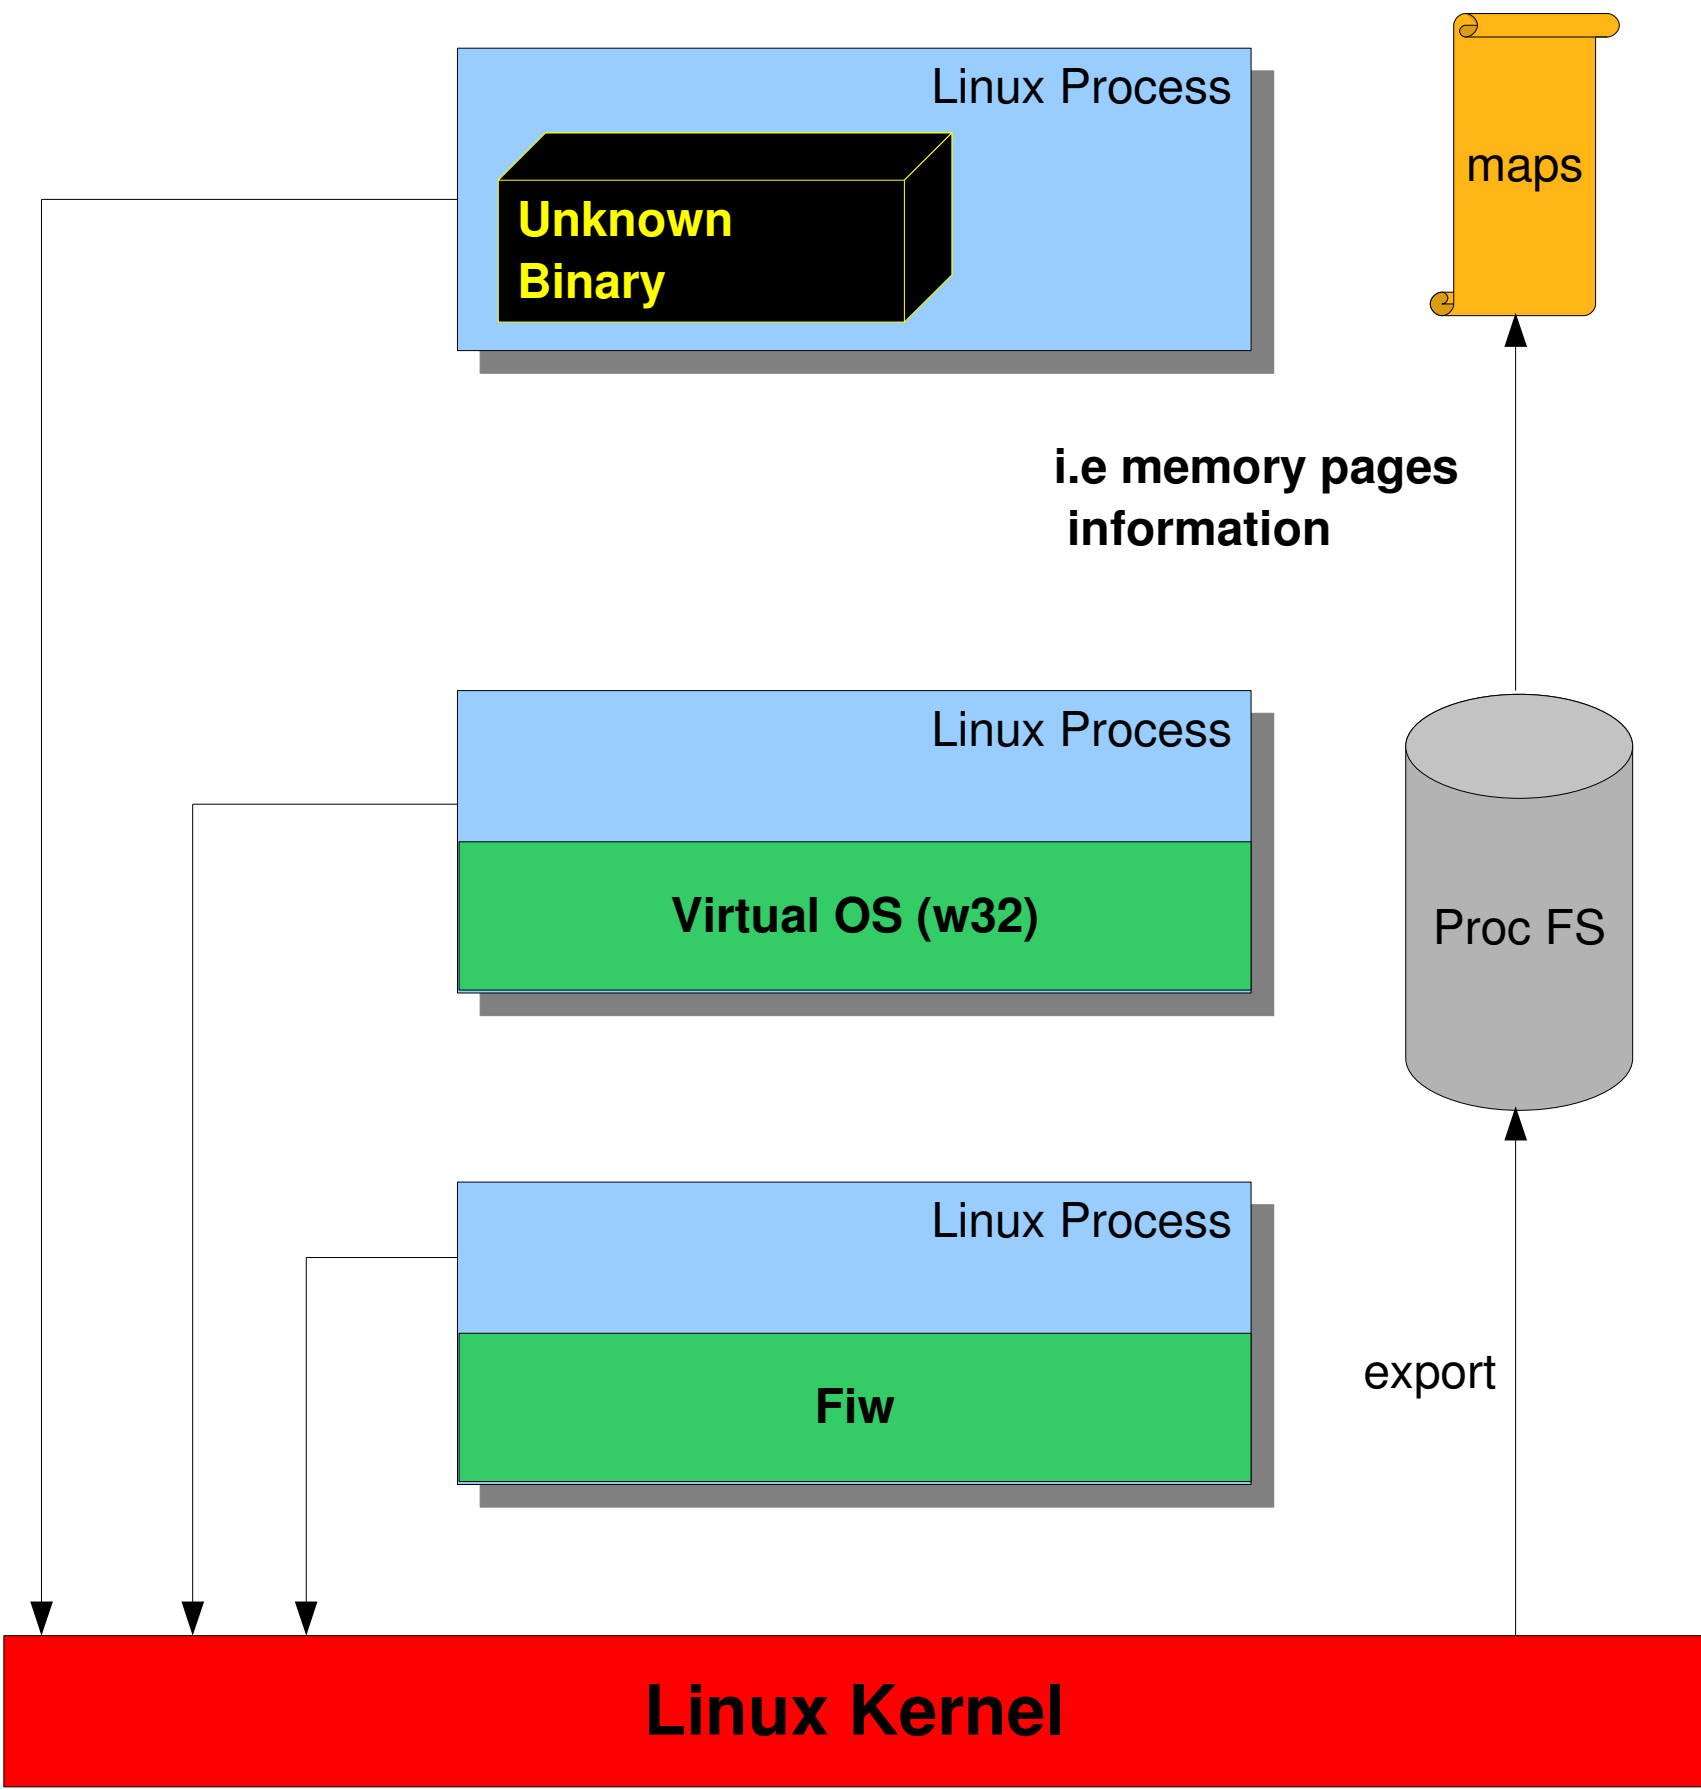 Linux Process
maps
Unknown
Binary
i.e memory pages
information
Linux Process
Virtual OS (w32)
Proc FS
Linux Process
export
Fiw
Linux Kernel